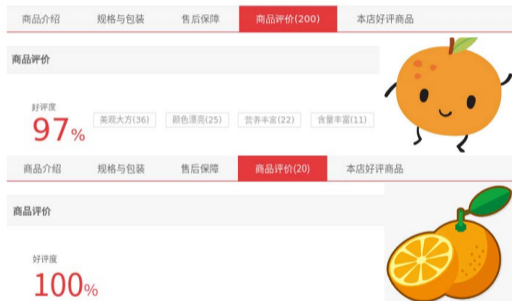 商品介绍 规格与包装 售后保障 商品评价(200) 本店好评商品
商品评价
好评度
97% 美观大方(36) 颜色漂亮(25) 营养丰富(22) 含量丰富(11)
商品介绍 规格与包装 售后保障 商品评价(20) 本店好评商品
商品评价
好评度
100%